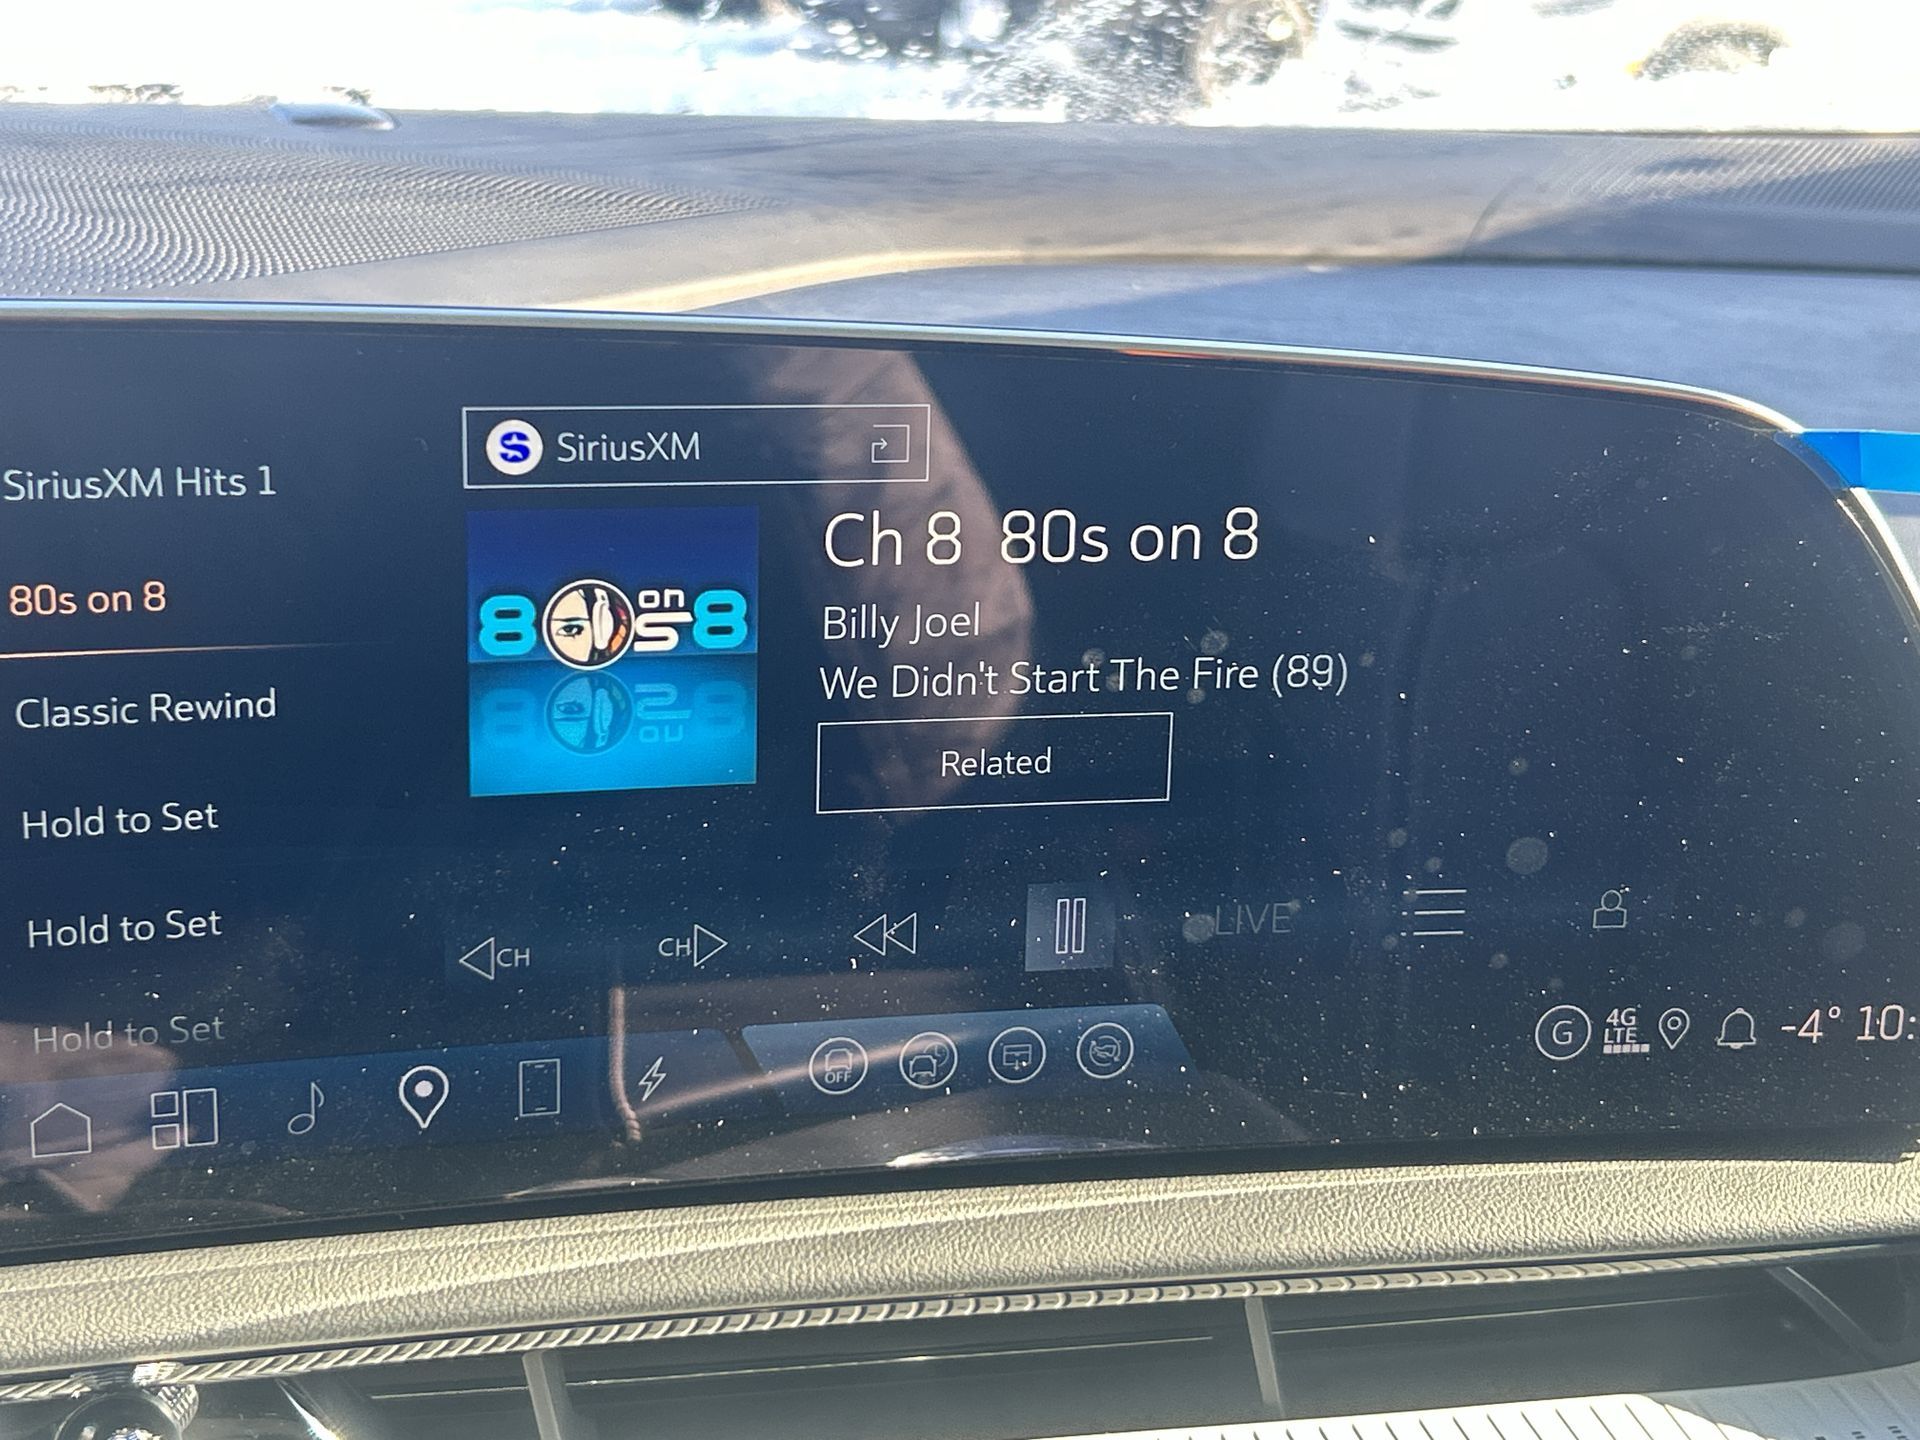 SiriusXM Hits 1
80s on 8
Classic Rewind
Hold to Set
Hold to Set
Hold to Set
SiriusXM
80s on 8
Ch 8 80s on 8
Billy Joel
We Didn't Start The Fire (89)
Related
CH
CH
LIVE
OFF
G
4G
LTE
-4° 10: